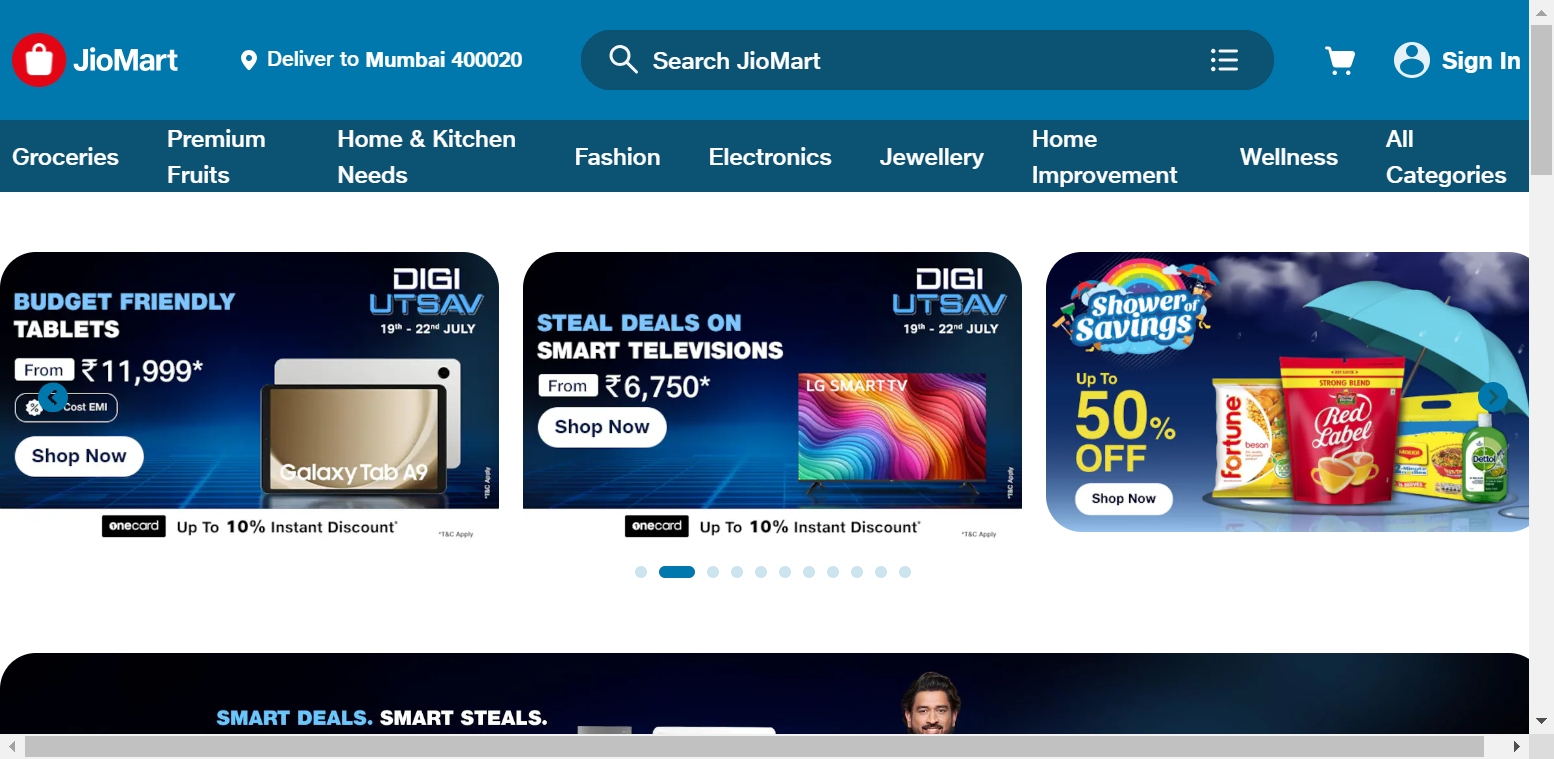 JioMart
Deliver to Mumbai 400020
Search JioMart
Sign In
Groceries
Premium
Fruits
Home & Kitchen
Needs
Fashion
Electronics
Jewellery
Home
Improvement
Wellness
All
Categories
DIGI
UTSAV
19th - 22nd JULY
BUDGET FRIENDLY
TABLETS
From ₹11,999*
Cost EMI
Shop Now
Galaxy Tab A9
*T&C Apply
onecard Up To 10% Instant Discount*
*T&C Apply
DIGI
UTSAV
19th - 22nd JULY
STEAL DEALS ON
SMART TELEVISIONS
From ₹6,750*
Shop Now
LG SMART TV
*T&C Apply
onecard Up To 10% Instant Discount*
*T&C Apply
Shower of
Savings
Up To
50%
OFF
Shop Now
fortune
besan
STRONG BLEND
Red
Label
MAGGI
2-Minute
Dettol
SMART DEALS. SMART STEALS.